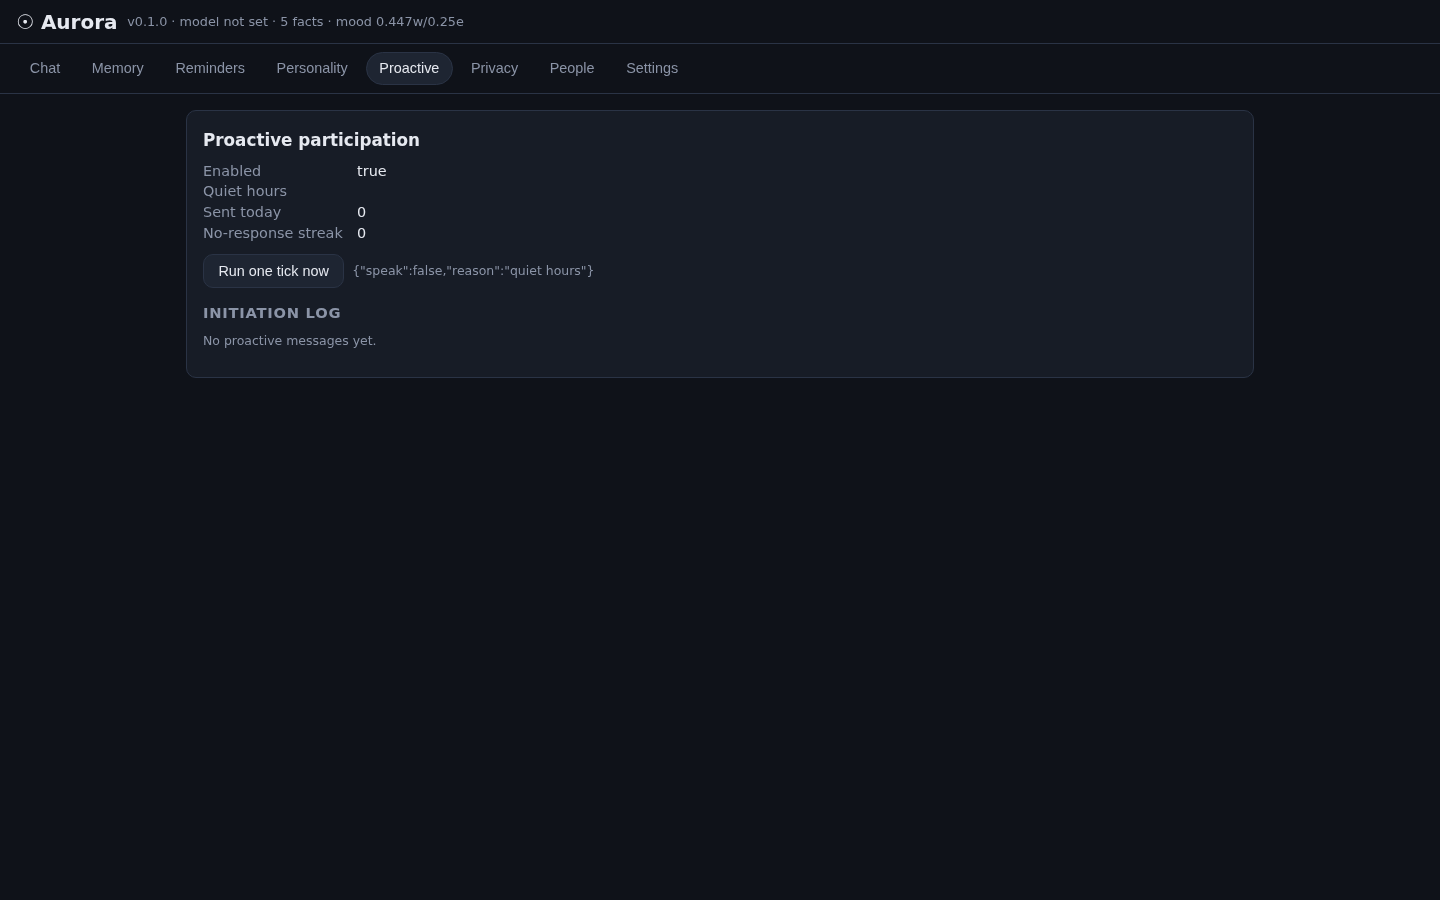 Aurora v0.1.0 · model not set · 5 facts · mood 0.447w/0.25e
Chat Memory Reminders Personality Proactive Privacy People Settings
Proactive participation
Enabled true
Quiet hours
Sent today 0
No-response streak 0
Run one tick now {"speak":false,"reason":"quiet hours"}
INITIATION LOG
No proactive messages yet.